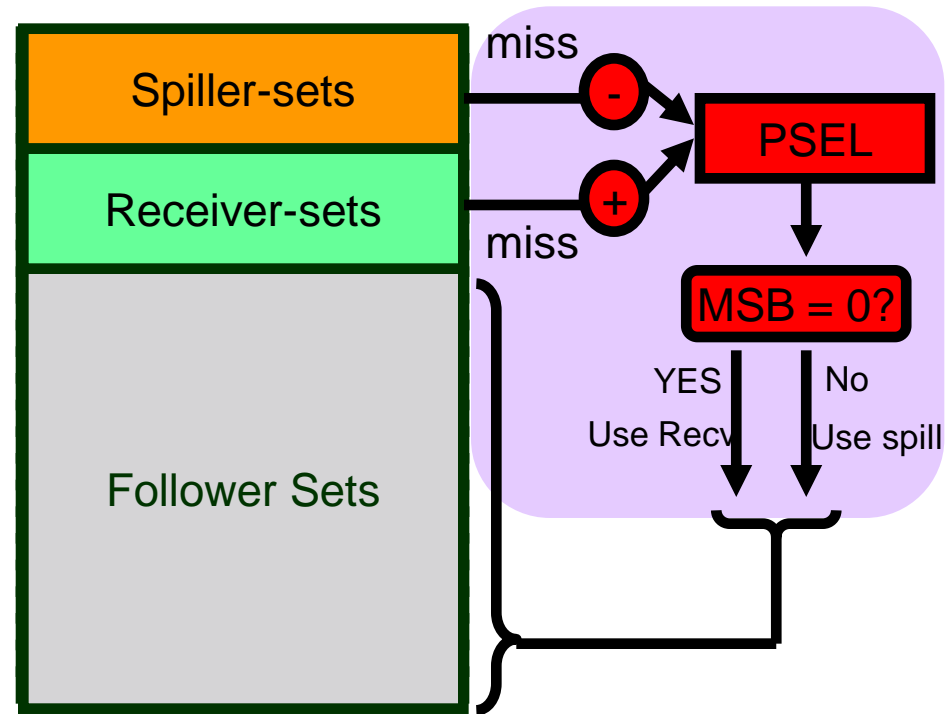 miss
Spiller-sets
-
PSEL
Receiver-sets
+
miss
MSB = 0?
YES
No
Use Recv
Use spill
Follower Sets